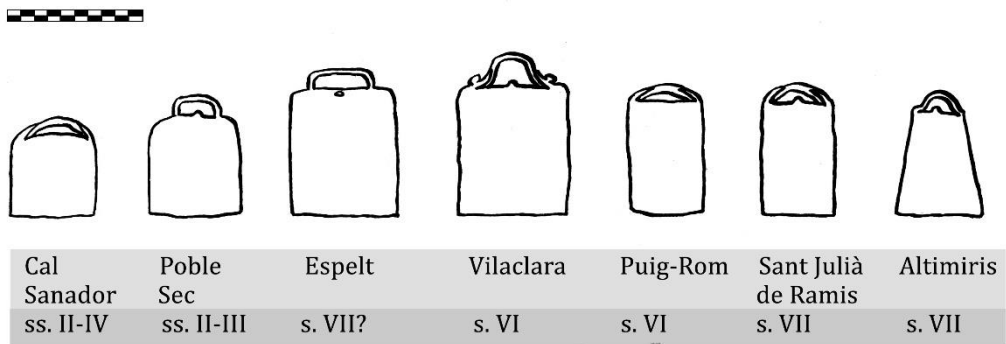 Cal Poble Espelt Vilaclara Puig-Rom Sant Julià Altimiris
Sanador Sec de Ramis
ss. II-IV ss. II-III s. VII? s. VI s. VI s. VII s. VII